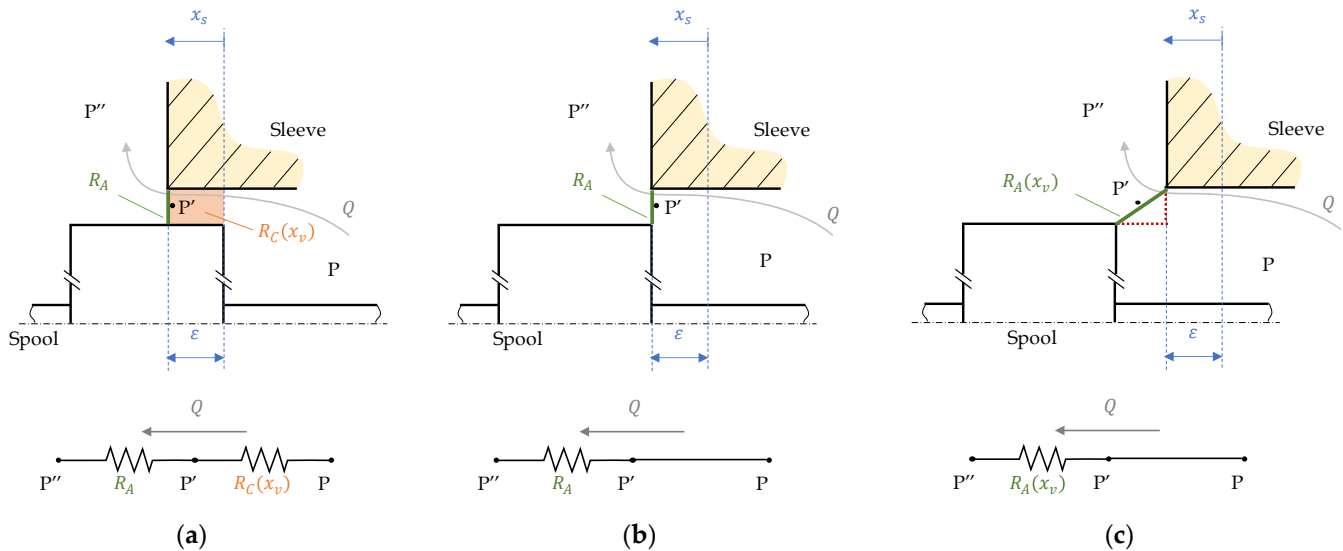 x_s
P′′
Sleeve
R_A
P′
Q
R_C(x_v)
P
Spool
ε
Q
P′′
R_A
P′
R_C(x_v)
P
(a)
x_s
P′′
Sleeve
R_A
P′
Q
P
Spool
ε
Q
P′′
R_A
P′
P
(b)
x_s
P′′
Sleeve
R_A(x_v)
P′
Q
P
Spool
ε
Q
P′′
R_A(x_v)
P′
P
(c)